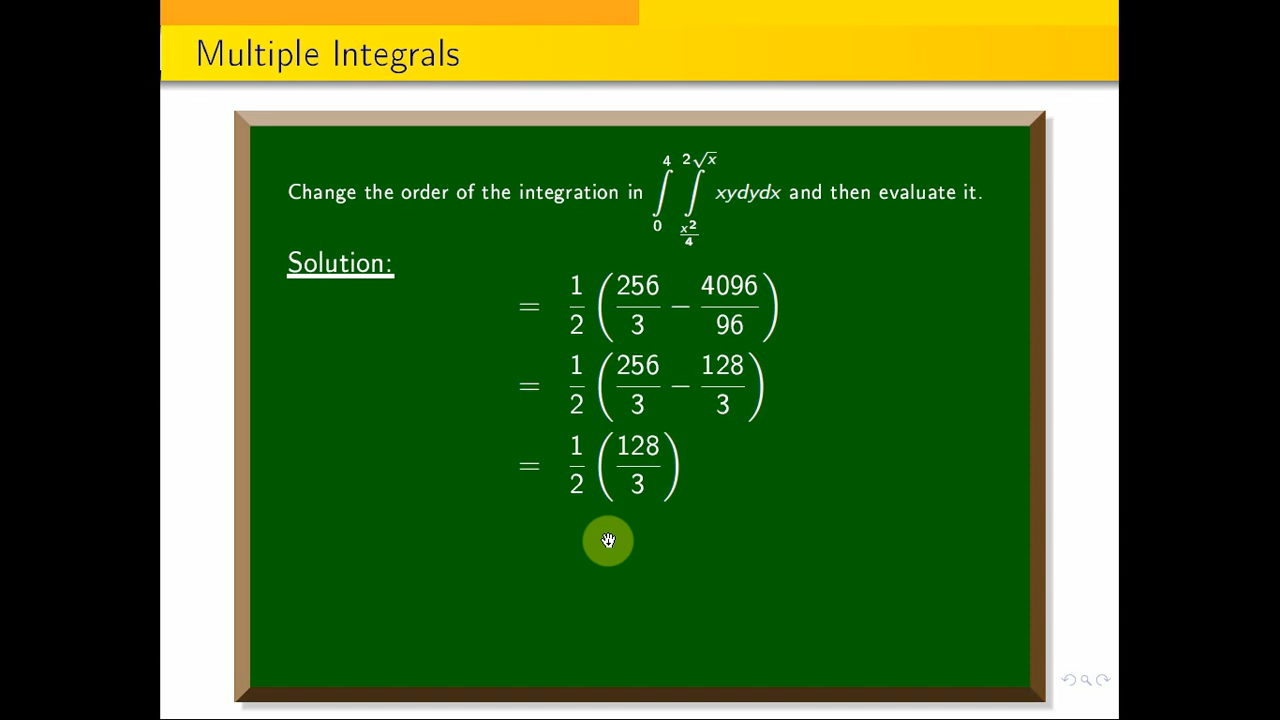 Multiple Integrals
Change the order of the integration in ∫₀⁴ ∫_{x²/4}^{2√x} xydydx and then evaluate it.
Solution:
= 1/2 (256/3 − 4096/96)
= 1/2 (256/3 − 128/3)
= 1/2 (128/3)